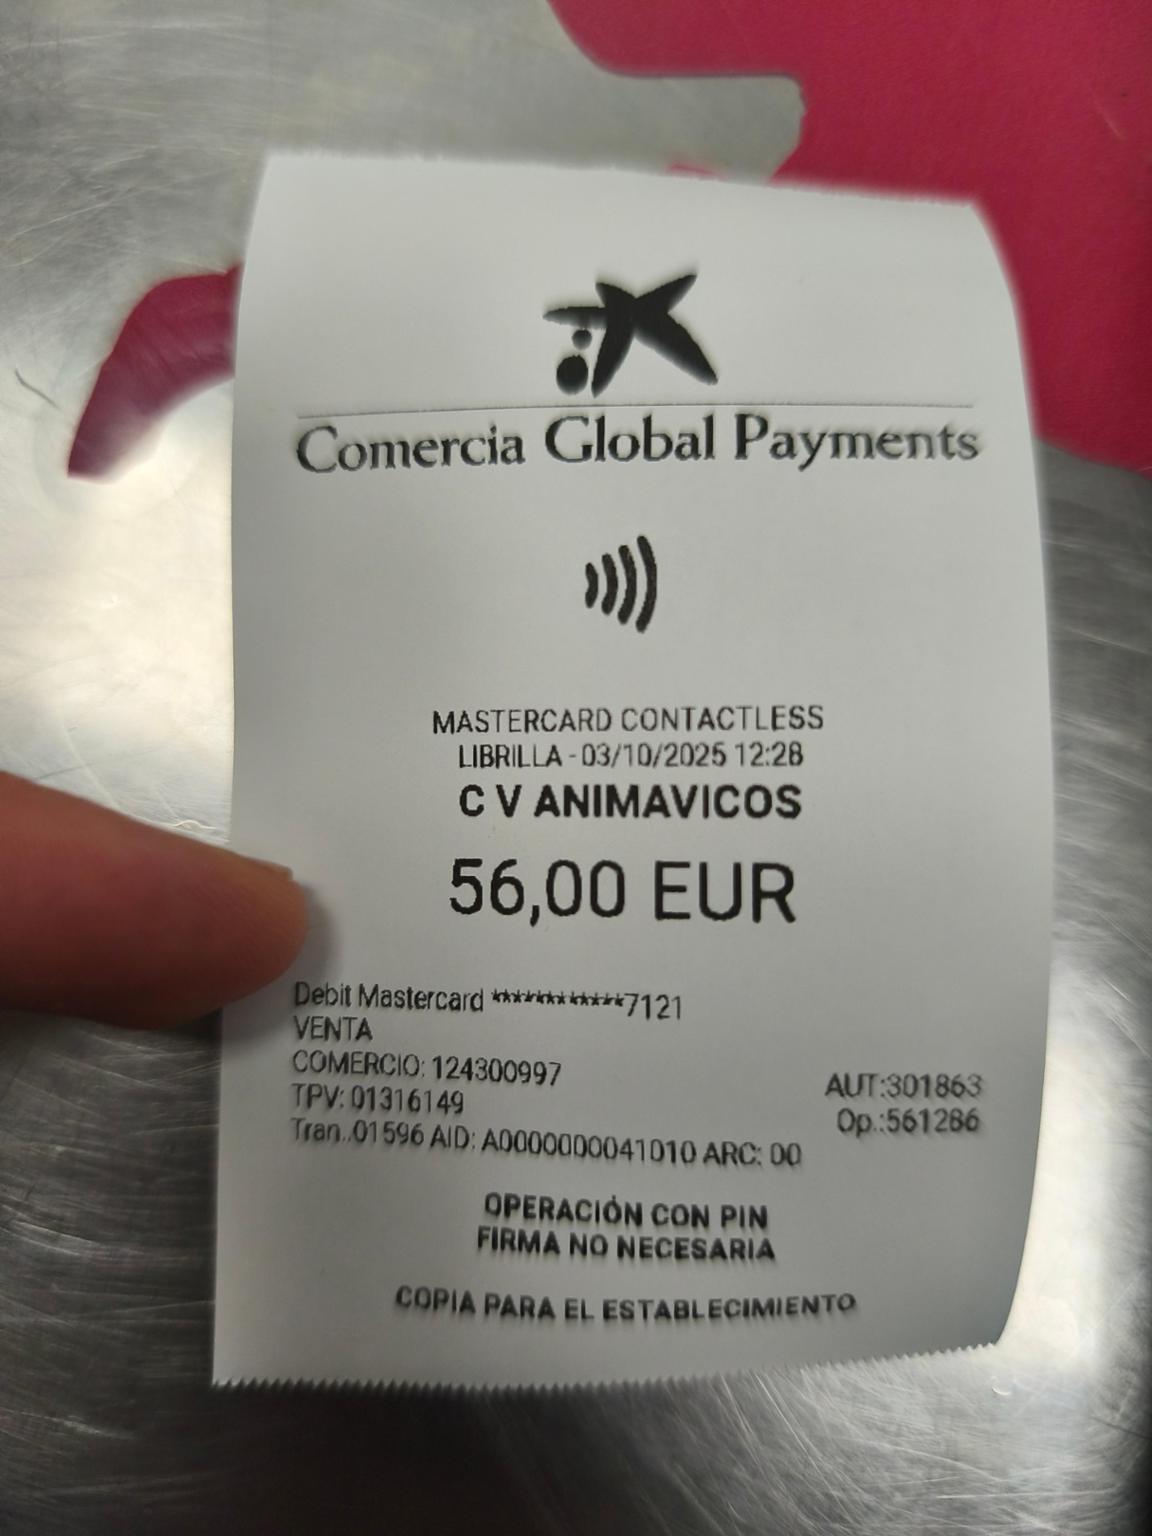 Comercia Global Payments
MASTERCARD CONTACTLESS
LIBRILLA - 03/10/2025 12:28
C V ANIMAVICOS
56,00 EUR
Debit Mastercard ************7121
VENTA
COMERCIO: 124300997
TPV: 01316149 AUT:301863
Op.:561286
Tran..01596 AID: A0000000041010 ARC: 00
OPERACIÓN CON PIN
FIRMA NO NECESARIA
COPIA PARA EL ESTABLECIMIENTO